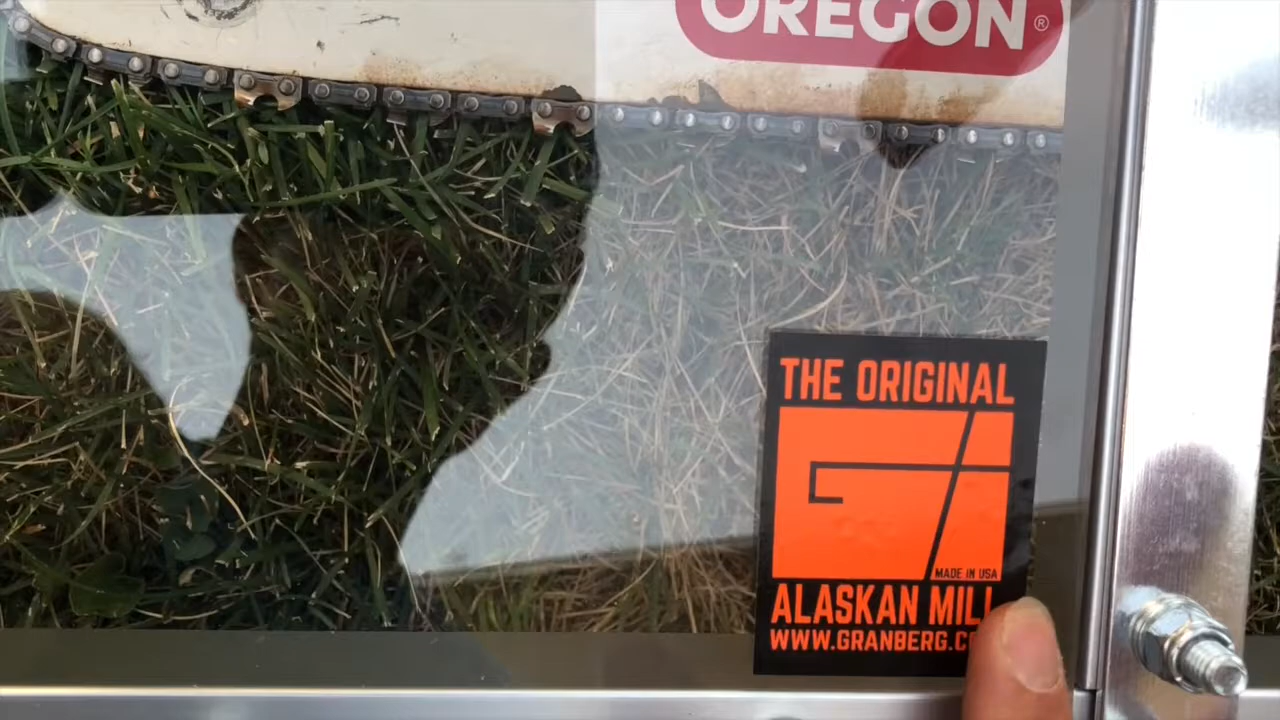 OREGON®
THE ORIGINAL
MADE IN USA
ALASKAN MILL
WWW.GRANBERG.C